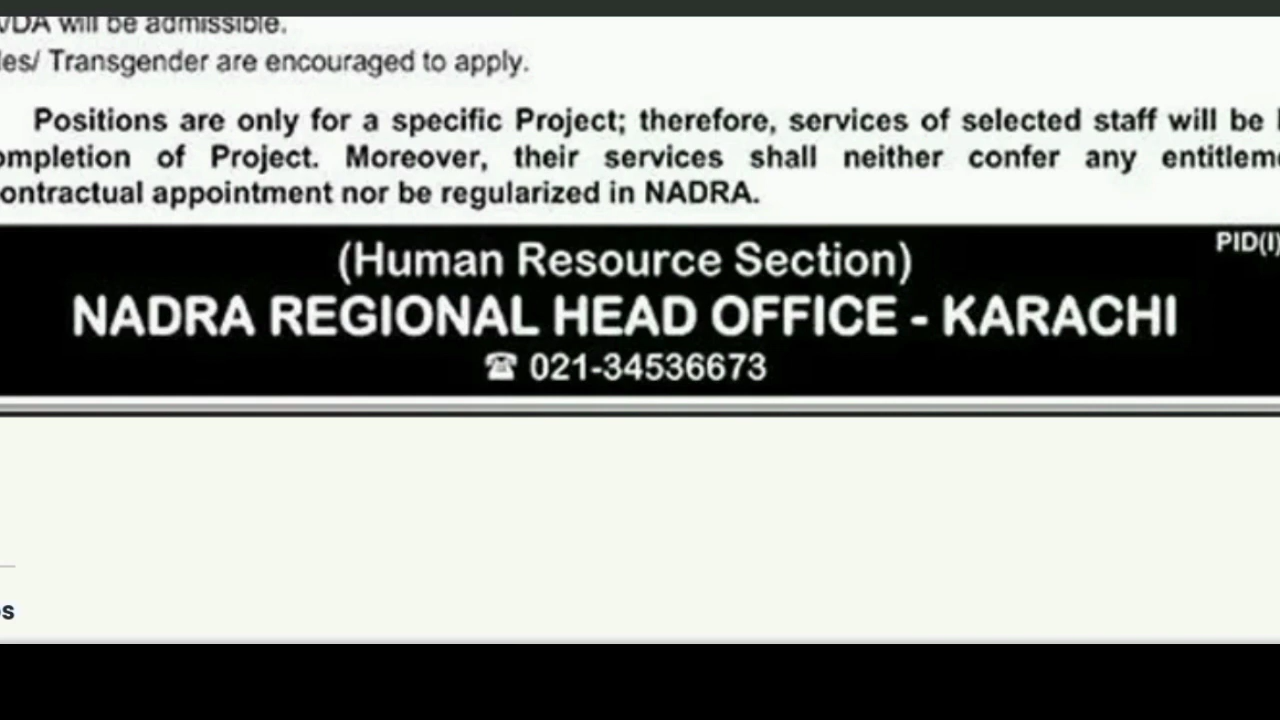 will be admissible.
les/ Transgender are encouraged to apply.
Positions are only for a specific Project; therefore, services of selected staff will be
ompletion of Project. Moreover, their services shall neither confer any entitleme
ontractual appointment nor be regularized in NADRA.
PID(I)
(Human Resource Section)
NADRA REGIONAL HEAD OFFICE - KARACHI
☎ 021-34536673
os